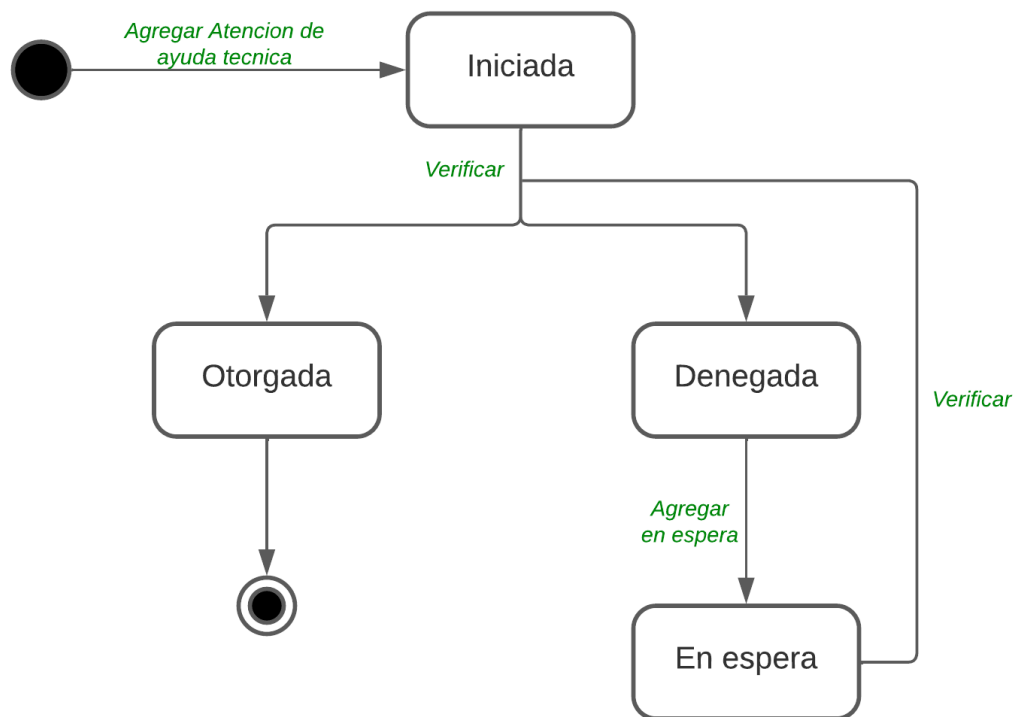 Agregar Atencion de
ayuda tecnica
Iniciada
Verificar
Otorgada
Denegada
Verificar
Agregar
en espera
En espera